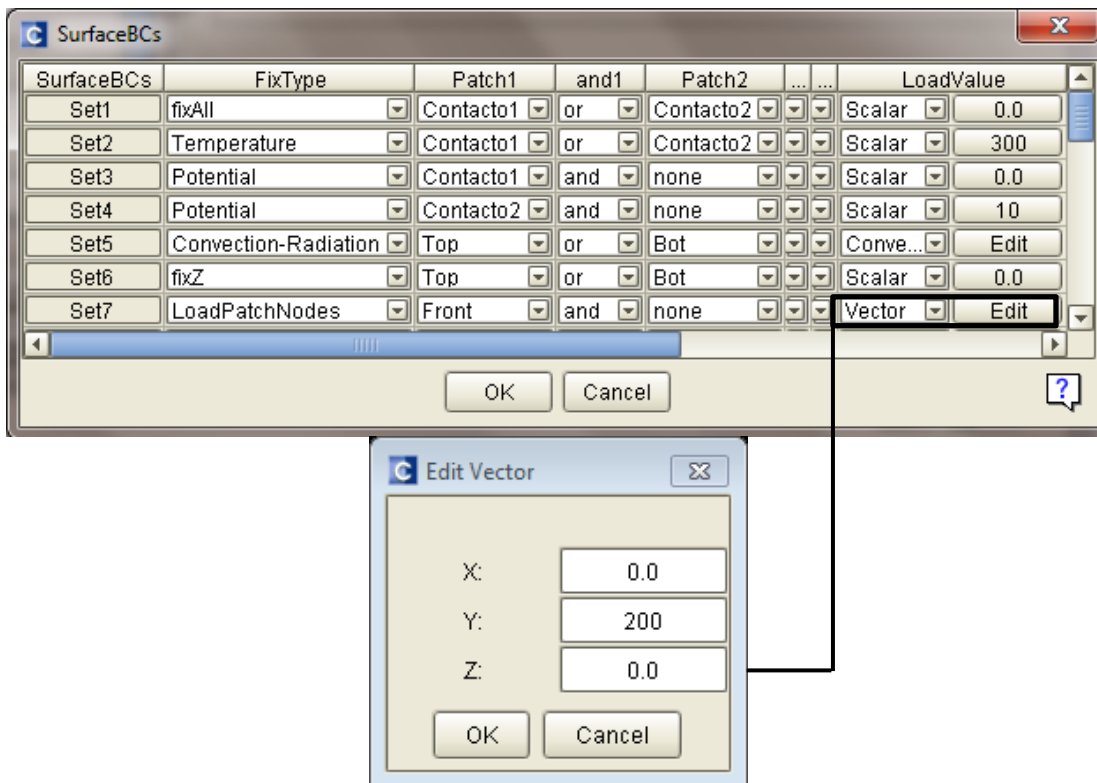 SurfaceBCs
SurfaceBCs FixType Patch1 and1 Patch2 ... ... LoadValue
Set1 fixAll Contacto1 or Contacto2 Scalar 0.0
Set2 Temperature Contacto1 or Contacto2 Scalar 300
Set3 Potential Contacto1 and none Scalar 0.0
Set4 Potential Contacto2 and none Scalar 10
Set5 Convection-Radiation Top or Bot Conve... Edit
Set6 fixZ Top or Bot Scalar 0.0
Set7 LoadPatchNodes Front and none Vector Edit
OK Cancel ?
Edit Vector
X: 0.0
Y: 200
Z: 0.0
OK Cancel